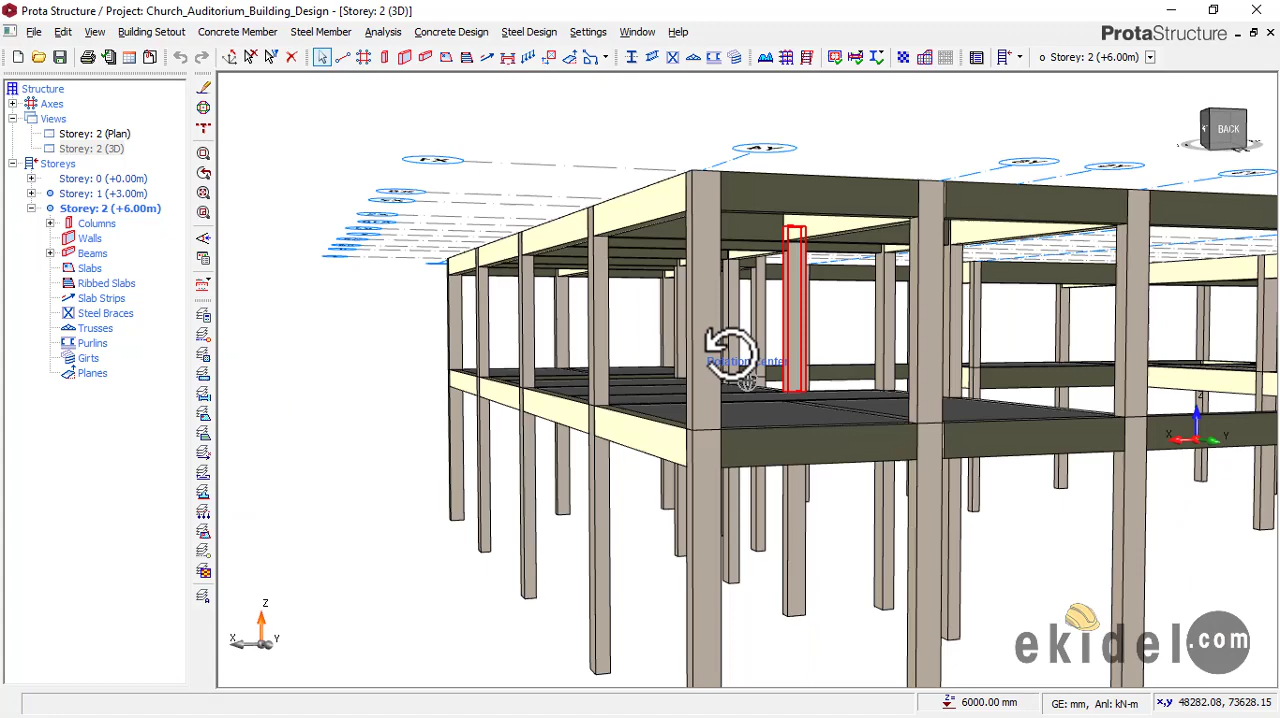 Prota Structure / Project: Church_Auditorium_Building_Design - [Storey: 2 (3D)]
File Edit View Building Setout Concrete Member Steel Member Analysis Concrete Design Steel Design Settings Window Help
ProtaStructure
Storey: 2 (+6.00m)
Structure
Axes
Views
Storey: 2 (Plan)
Storey: 2 (3D)
Storeys
Storey: 0 (+0.00m)
Storey: 1 (+3.00m)
Storey: 2 (+6.00m)
Columns
Walls
Beams
Slabs
Ribbed Slabs
Slab Strips
Steel Braces
Trusses
Purlins
Girts
Planes
BACK
Rotation center
Z
X Y
Z
X Y
ekidel.com
Z=
6000.00 mm
GE: mm, Anl: kN-m
x,y 48282.08, 73628.15